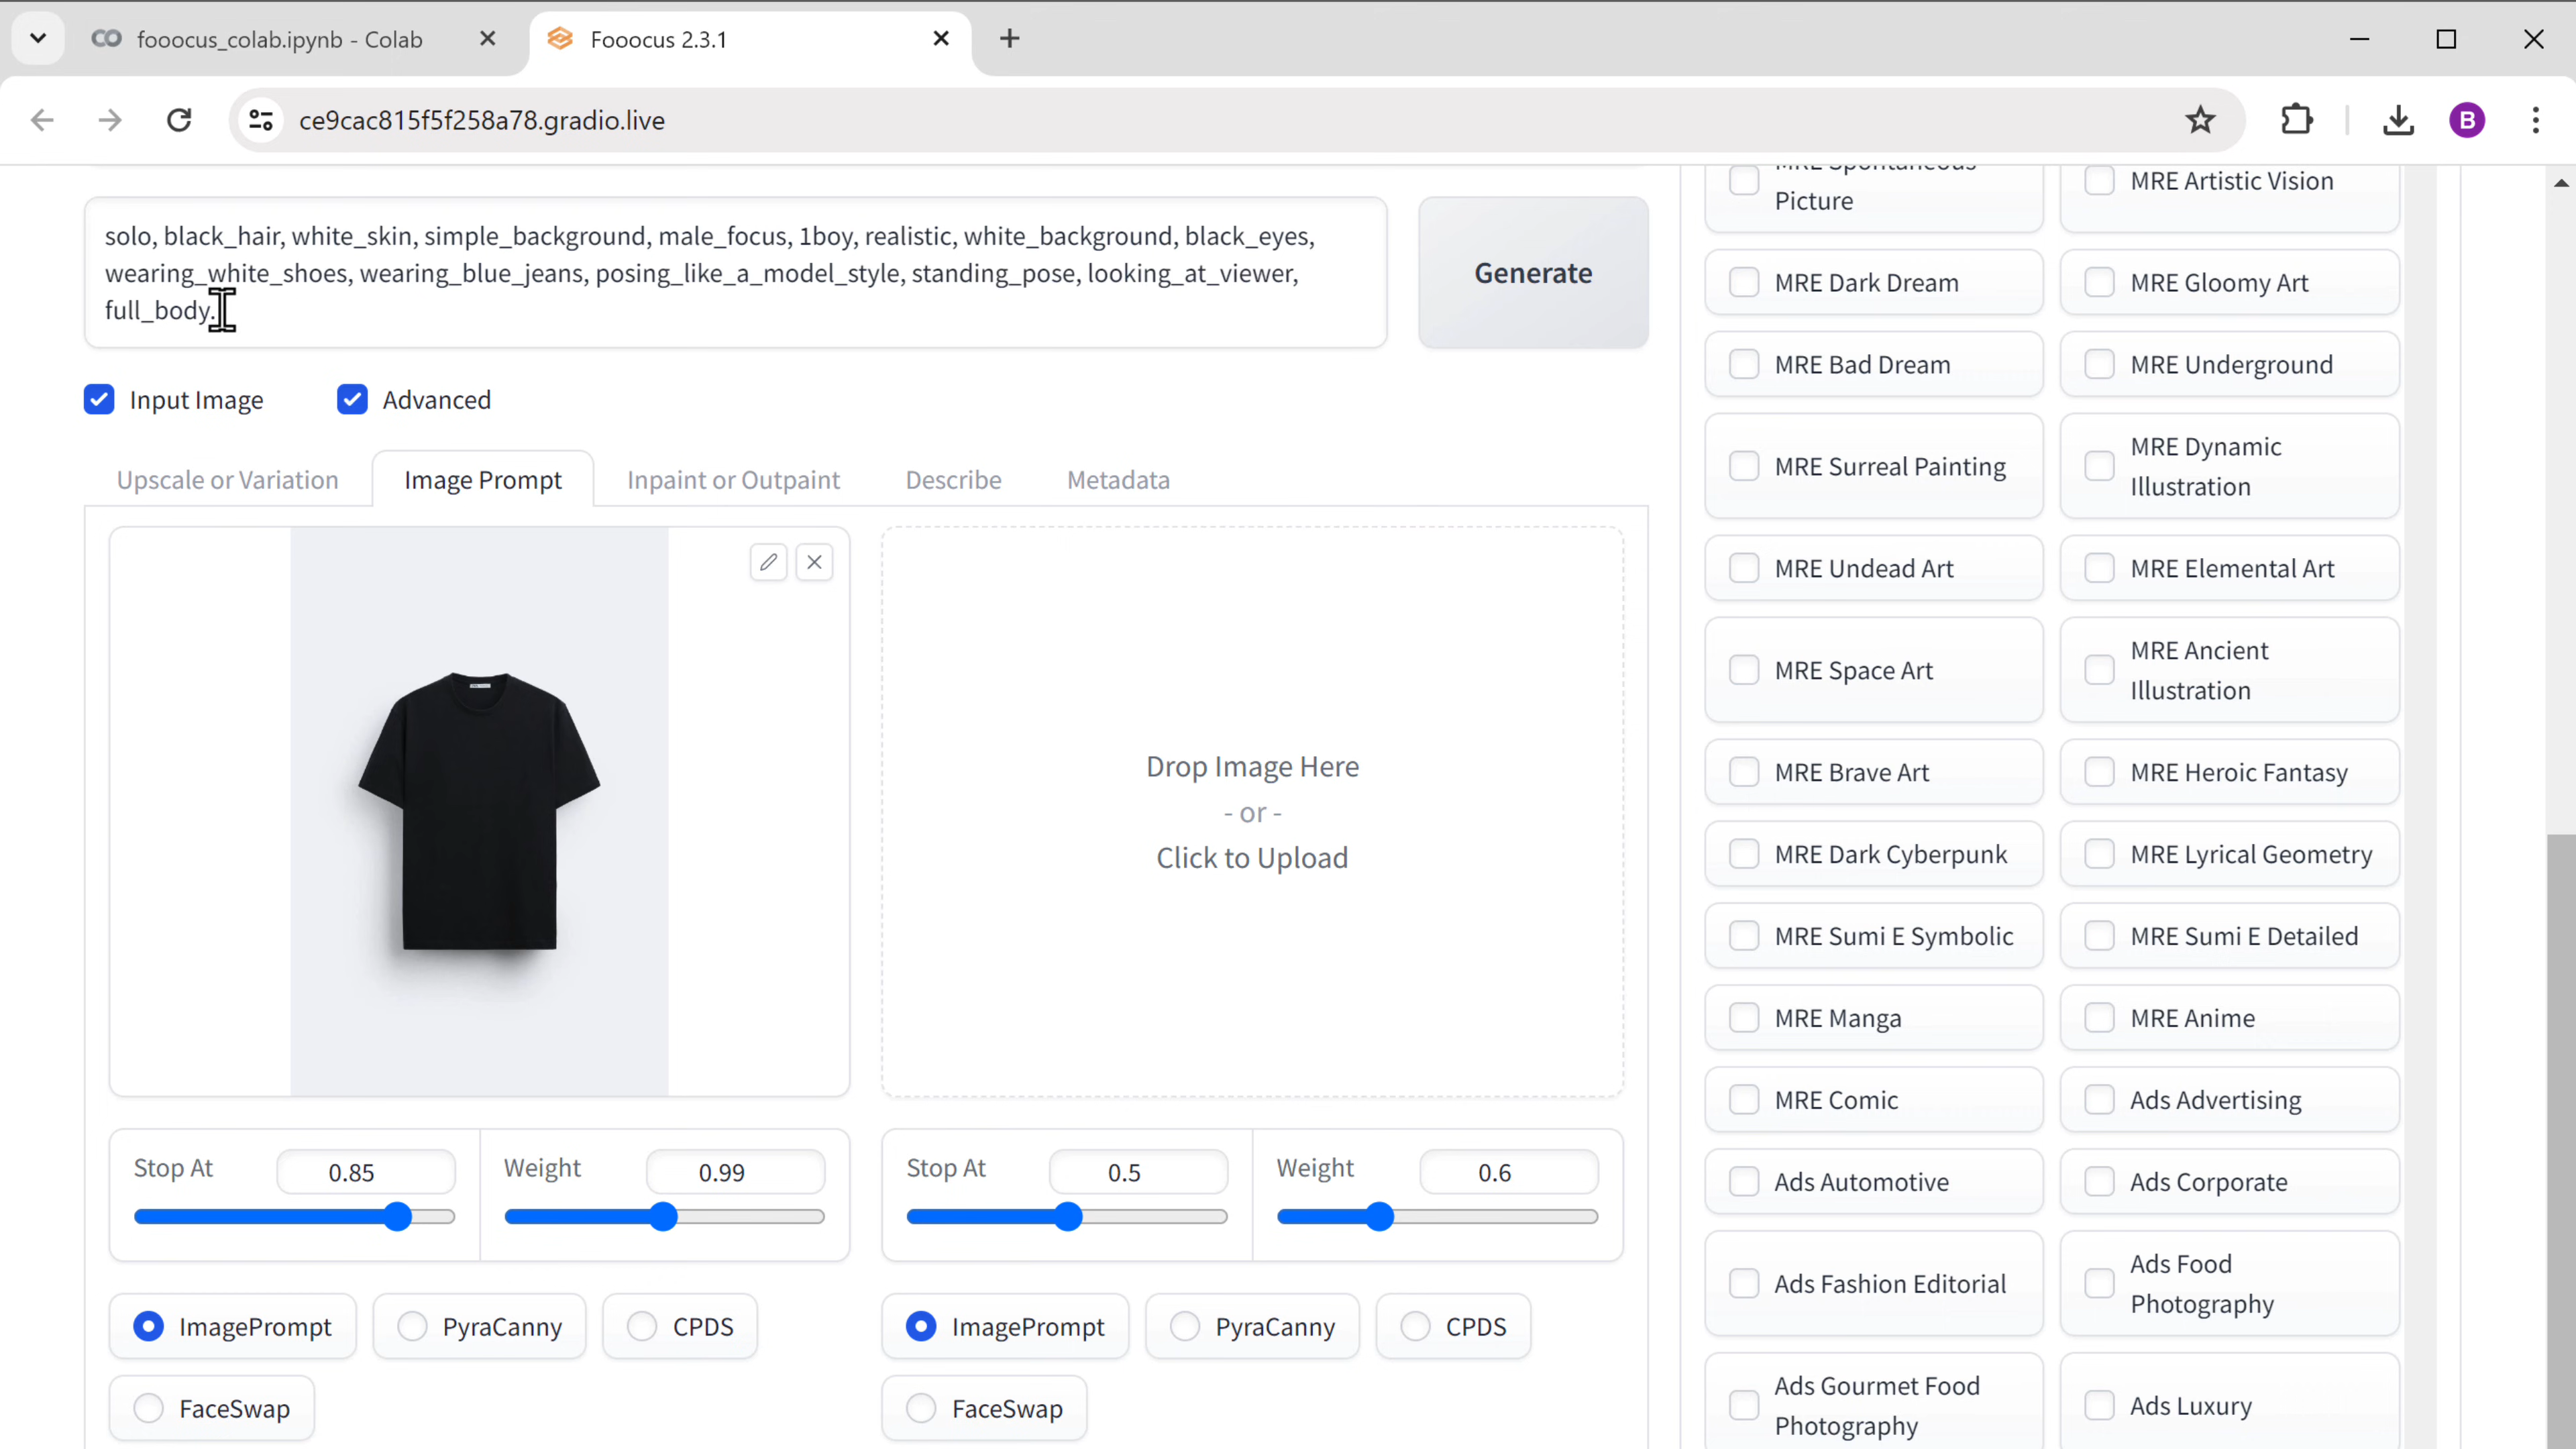 fooocus_colab.ipynb - Colab
Fooocus 2.3.1
ce9cac815f5f258a78.gradio.live
B
solo, black_hair, white_skin, simple_background, male_focus, 1boy, realistic, white_background, black_eyes,
wearing_white_shoes, wearing_blue_jeans, posing_like_a_model_style, standing_pose, looking_at_viewer,
full_body.
Generate
Input Image
Advanced
Upscale or Variation
Image Prompt
Inpaint or Outpaint
Describe
Metadata
Drop Image Here
- or -
Click to Upload
Stop At
0.85
Weight
0.99
Stop At
0.5
Weight
0.6
ImagePrompt
PyraCanny
CPDS
FaceSwap
ImagePrompt
PyraCanny
CPDS
FaceSwap
MRE Spontaneous
Picture
MRE Artistic Vision
MRE Dark Dream
MRE Gloomy Art
MRE Bad Dream
MRE Underground
MRE Surreal Painting
MRE Dynamic
Illustration
MRE Undead Art
MRE Elemental Art
MRE Space Art
MRE Ancient
Illustration
MRE Brave Art
MRE Heroic Fantasy
MRE Dark Cyberpunk
MRE Lyrical Geometry
MRE Sumi E Symbolic
MRE Sumi E Detailed
MRE Manga
MRE Anime
MRE Comic
Ads Advertising
Ads Automotive
Ads Corporate
Ads Fashion Editorial
Ads Food
Photography
Ads Gourmet Food
Photography
Ads Luxury